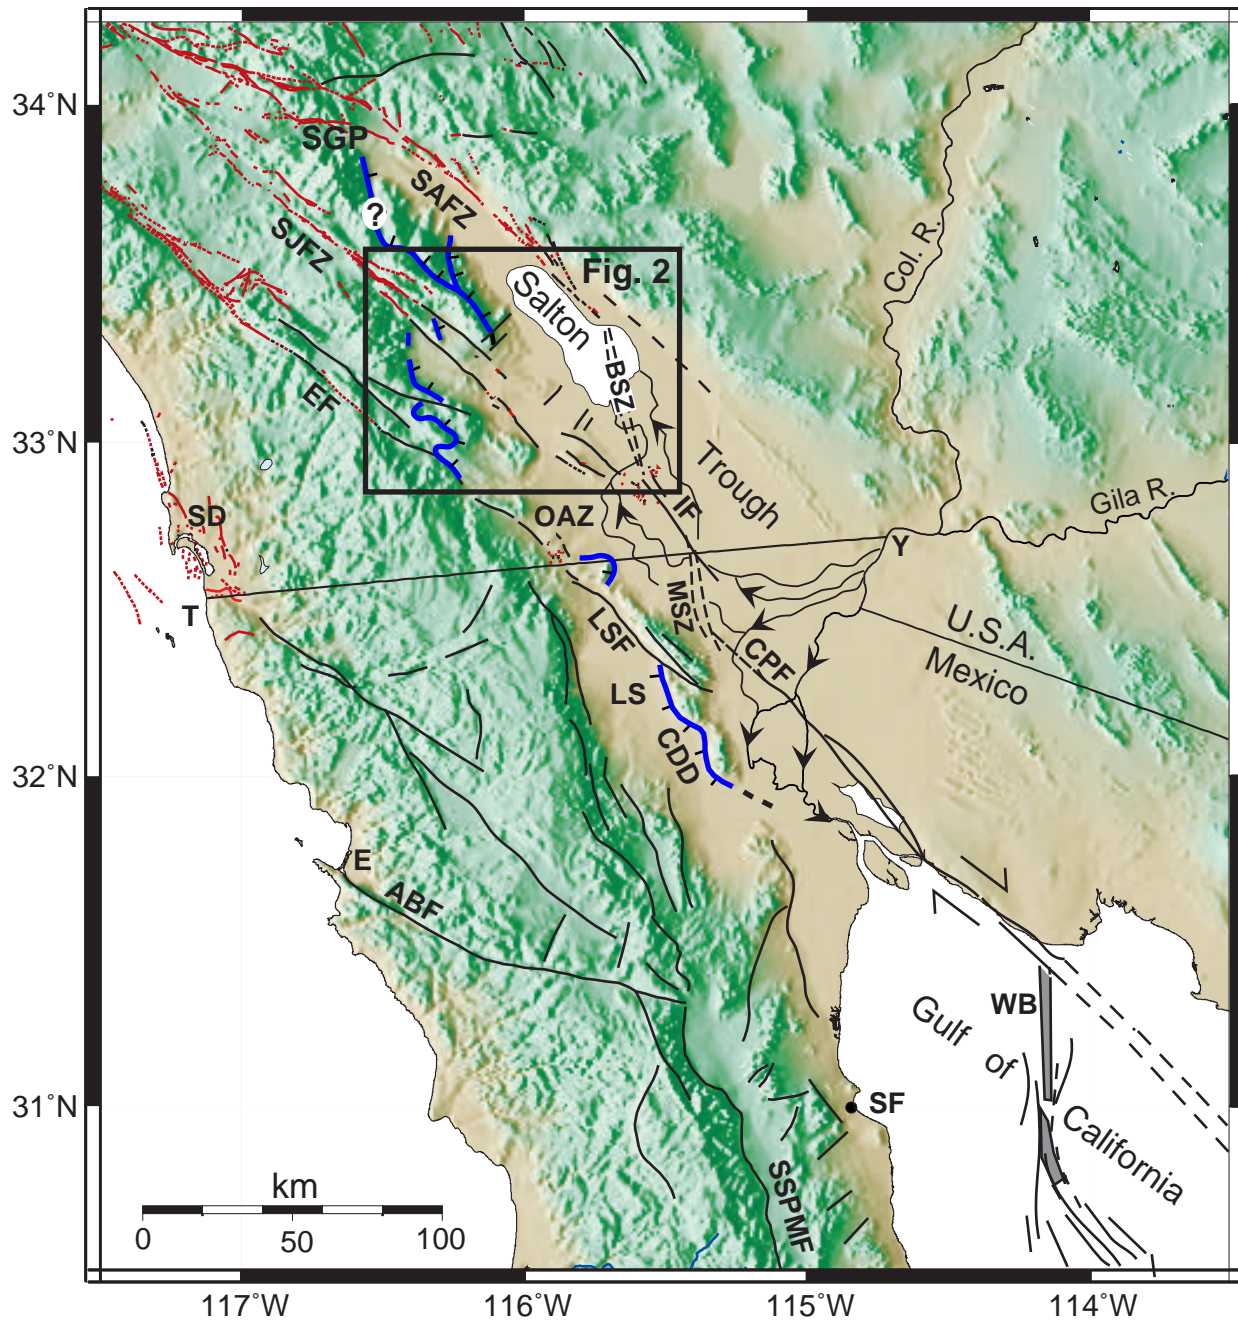 34°N
SGP
SAFZ
?
SJFZ
Fig. 2
Salton
Col. R.
BSZ
EF
33°N
Trough
Gila R.
SD
OAZ
IF
Y
T
MSZ
LSF
CPF
U.S.A.
Mexico
LS
CDD
32°N
E
ABF
WB
Gulf of
California
31°N
SF
SSPMF
km
0 50 100
117°W 116°W 115°W 114°W